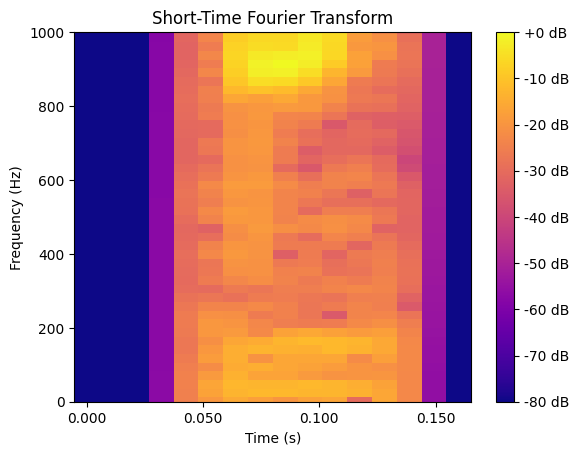 Short-Time Fourier Transform
1000
800
600
400
200
0
Frequency (Hz)
0.000
0.050
0.100
0.150
Time (s)
+0 dB
-10 dB
-20 dB
-30 dB
-40 dB
-50 dB
-60 dB
-70 dB
-80 dB